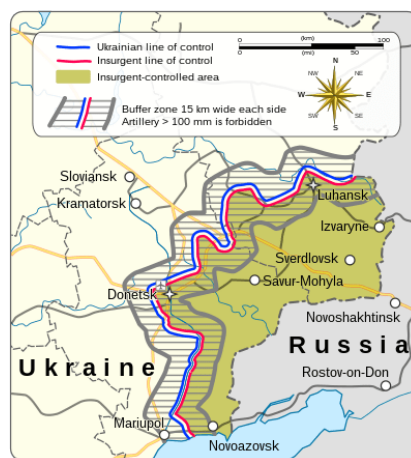 (km)
0 100
0 50
(mi)
Ukrainian line of control
Insurgent line of control
Insurgent-controlled area
Buffer zone 15 km wide each side
Artillery > 100 mm is forbidden
N
NW NE
W E
SW SE
S
Sloviansk
Kramatorsk
Luhansk
Izvaryne
Sverdlovsk
Savur-Mohyla
Donetsk
Novoshakhtinsk
Russia
Ukraine
Rostov-on-Don
Mariupol
Novoazovsk